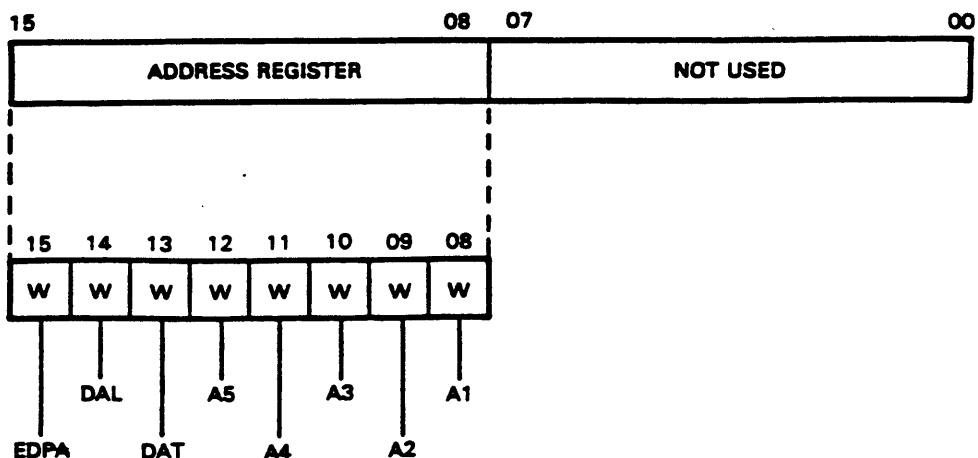 15 08 07 00
ADDRESS REGISTER NOT USED
15 14 13 12 11 10 09 08
W W W W W W W W
DAL A5 A3 A1
EDPA DAT A4 A2